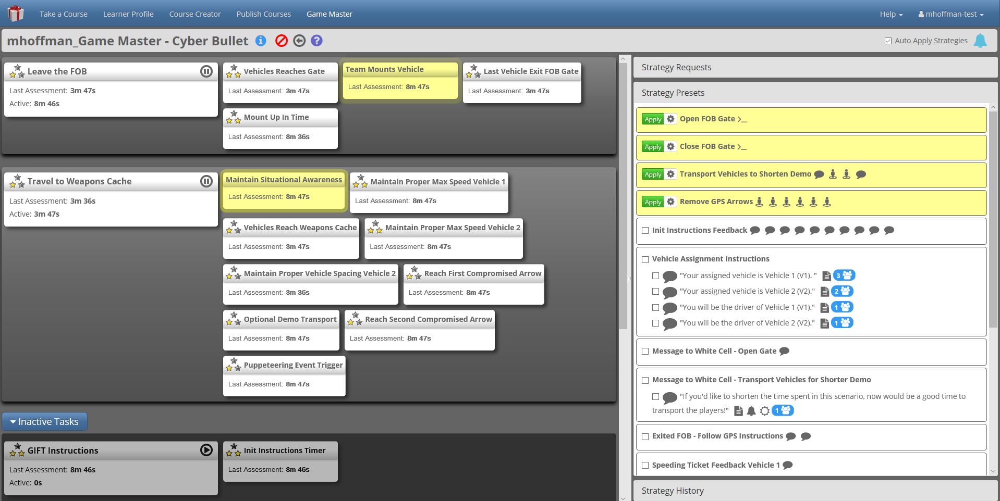 Take a Course
Learner Profile
Course Creator
Publish Courses
Game Master
Help
mhoffman-test
mhoffman_Game Master - Cyber Bullet
Auto Apply Strategies
Leave the FOB
Last Assessment: 3m 47s
Active: 8m 46s
Vehicles Reaches Gate
Last Assessment: 3m 47s
Team Mounts Vehicle
Last Assessment: 8m 47s
Last Vehicle Exit FOB Gate
Last Assessment: 3m 47s
Mount Up In Time
Last Assessment: 8m 36s
Travel to Weapons Cache
Last Assessment: 3m 36s
Active: 3m 47s
Maintain Situational Awareness
Last Assessment: 8m 47s
Maintain Proper Max Speed Vehicle 1
Last Assessment: 8m 47s
Vehicles Reach Weapons Cache
Last Assessment: 3m 47s
Maintain Proper Max Speed Vehicle 2
Last Assessment: 8m 47s
Maintain Proper Vehicle Spacing Vehicle 2
Last Assessment: 3m 36s
Reach First Compromised Arrow
Last Assessment: 8m 47s
Optional Demo Transport
Last Assessment: 8m 47s
Reach Second Compromised Arrow
Last Assessment: 8m 47s
Puppeteering Event Trigger
Last Assessment: 8m 47s
Inactive Tasks
GIFT Instructions
Last Assessment: 8m 46s
Active: 0s
Init Instructions Timer
Last Assessment: 8m 46s
Strategy Requests
Strategy Presets
Apply Open FOB Gate >_
Apply Close FOB Gate >_
Apply Transport Vehicles to Shorten Demo
Apply Remove GPS Arrows
Init Instructions Feedback
Vehicle Assignment Instructions
"Your assigned vehicle is Vehicle 1 (V1). " 3
"Your assigned vehicle is Vehicle 2 (V2)." 2
"You will be the driver of Vehicle 1 (V1)." 1
"You will be the driver of Vehicle 2 (V2)." 1
Message to White Cell - Open Gate
Message to White Cell - Transport Vehicles for Shorter Demo
"If you'd like to shorten the time spent in this scenario, now would be a good time to
transport the players!" 1
Exited FOB - Follow GPS Instructions
Speeding Ticket Feedback Vehicle 1
Strategy History